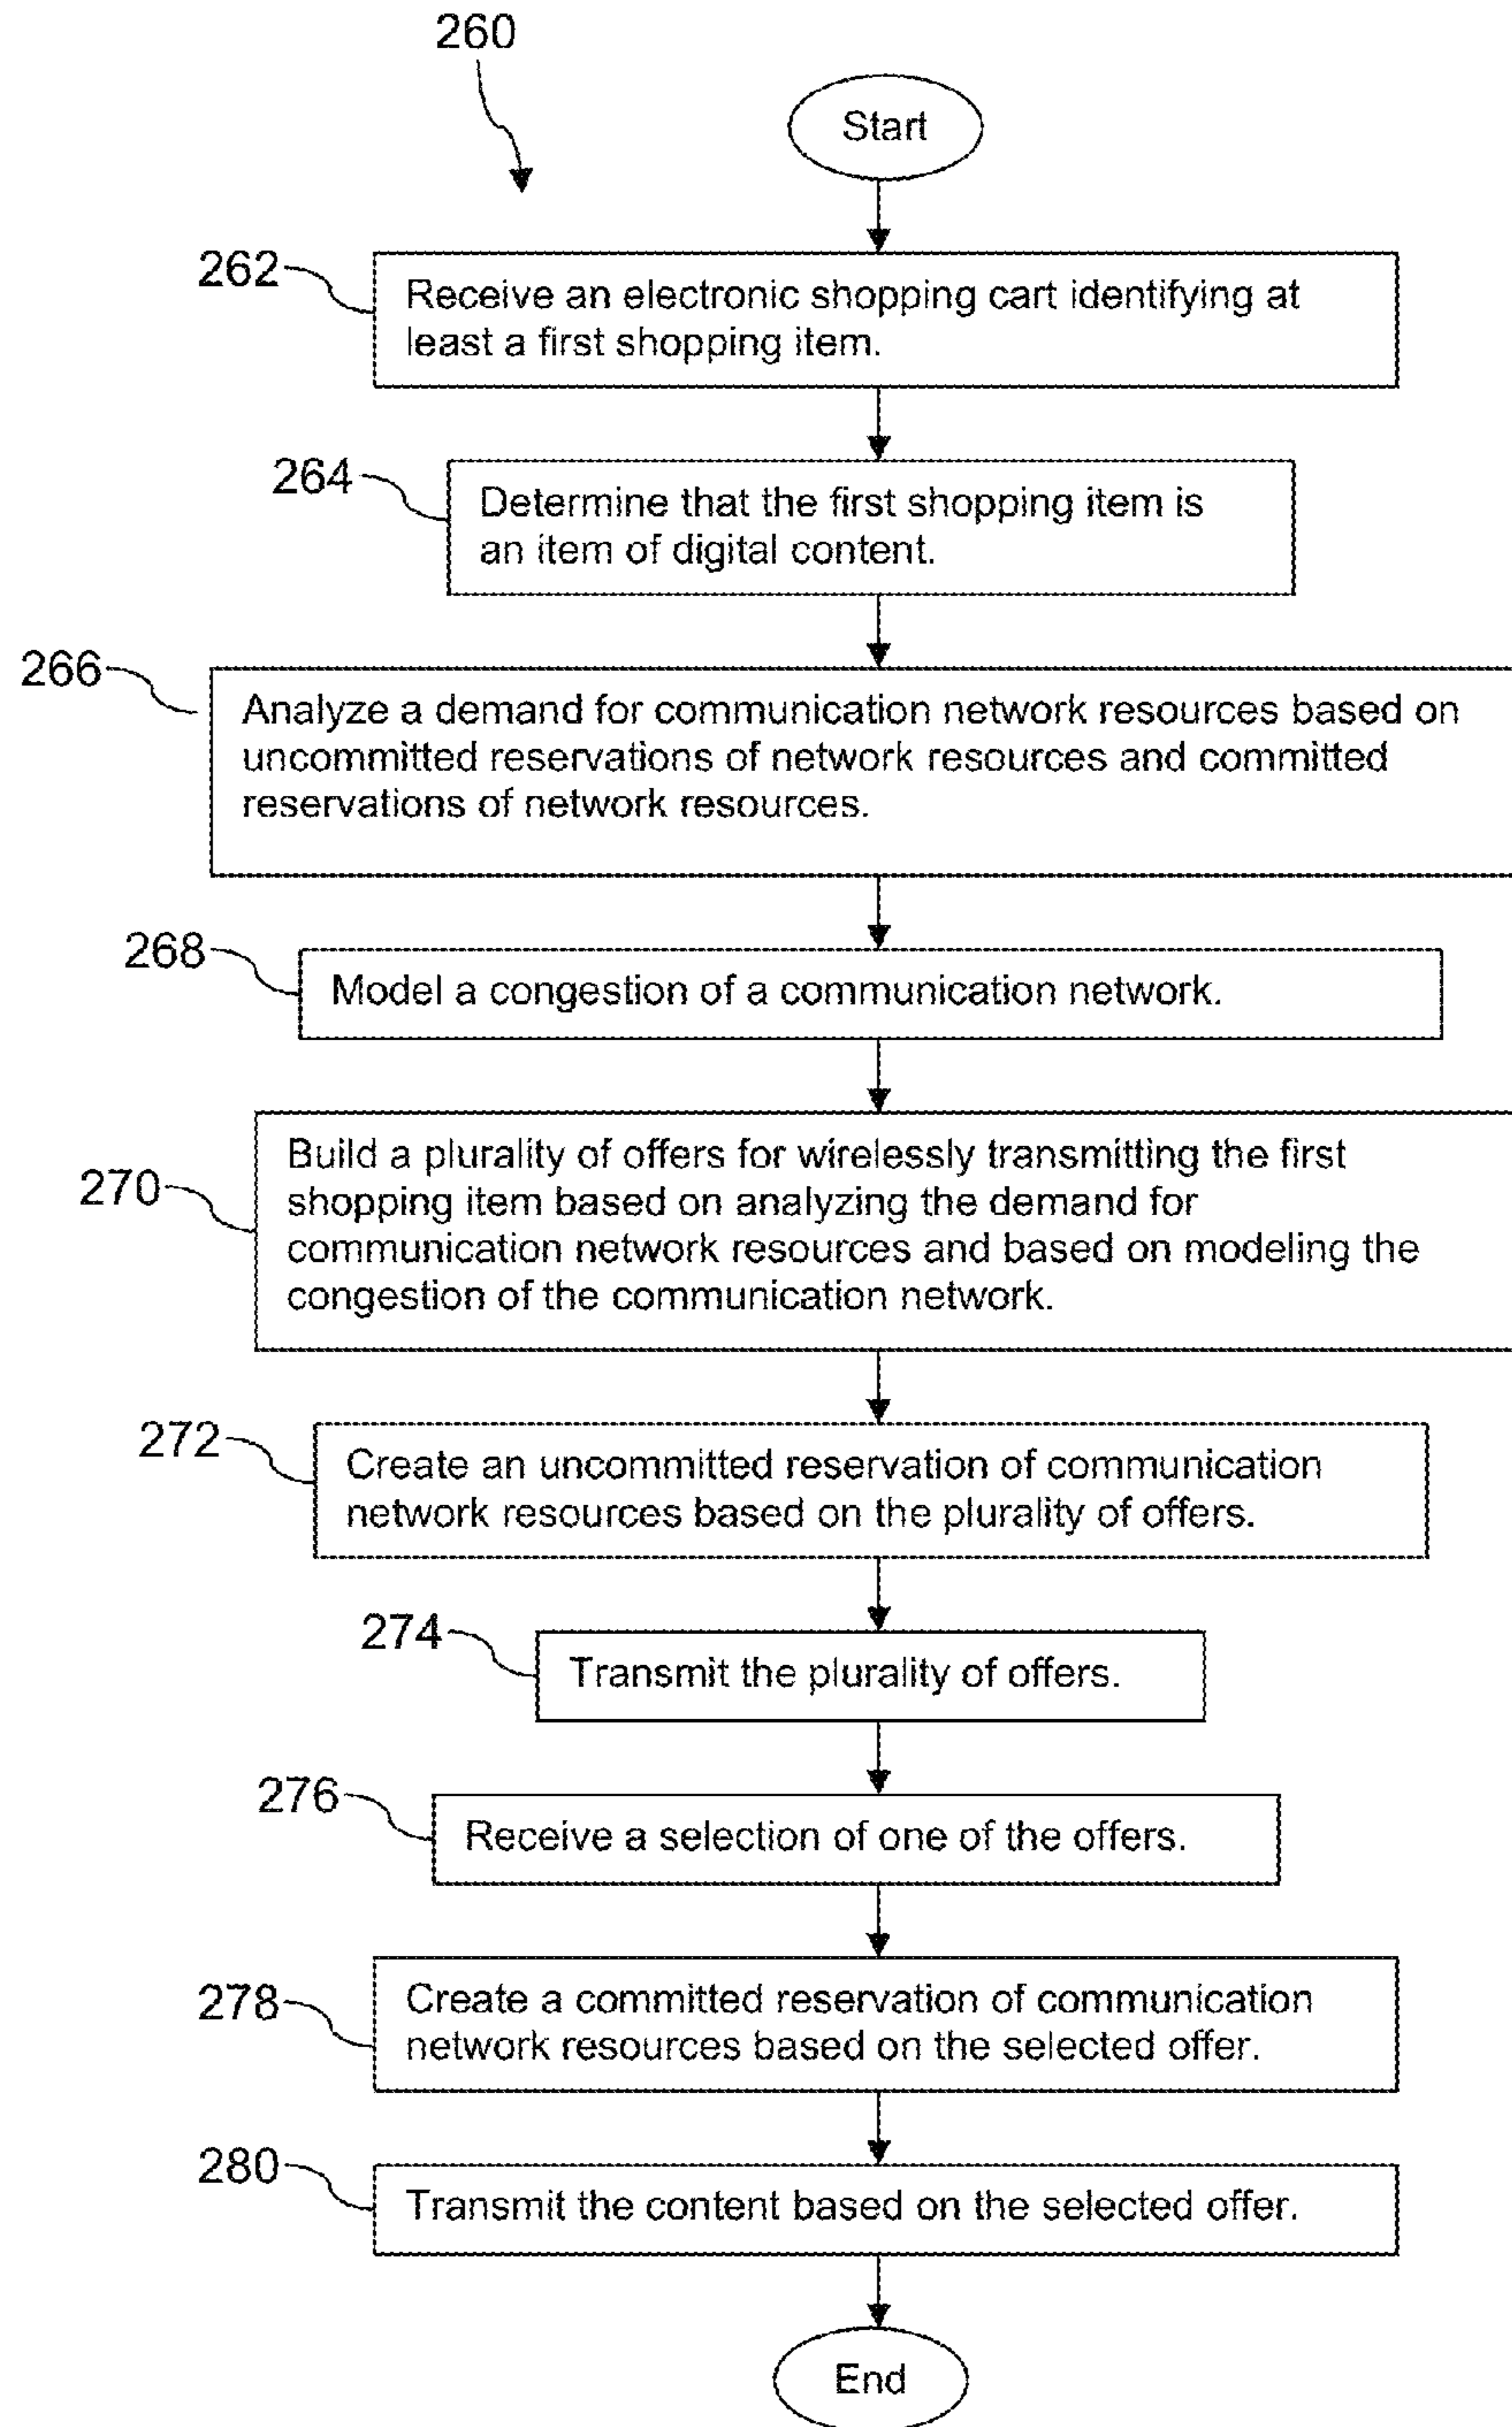 260
Start
262
Receive an electronic shopping cart identifying at
least a first shopping item.
264
Determine that the first shopping item is
an item of digital content.
266
Analyze a demand for communication network resources based on
uncommitted reservations of network resources and committed
reservations of network resources.
268
Model a congestion of a communication network.
270
Build a plurality of offers for wirelessly transmitting the first
shopping item based on analyzing the demand for
communication network resources and based on modeling the
congestion of the communication network.
272
Create an uncommitted reservation of communication
network resources based on the plurality of offers.
274
Transmit the plurality of offers.
276
Receive a selection of one of the offers.
278
Create a committed reservation of communication
network resources based on the selected offer.
280
Transmit the content based on the selected offer.
End